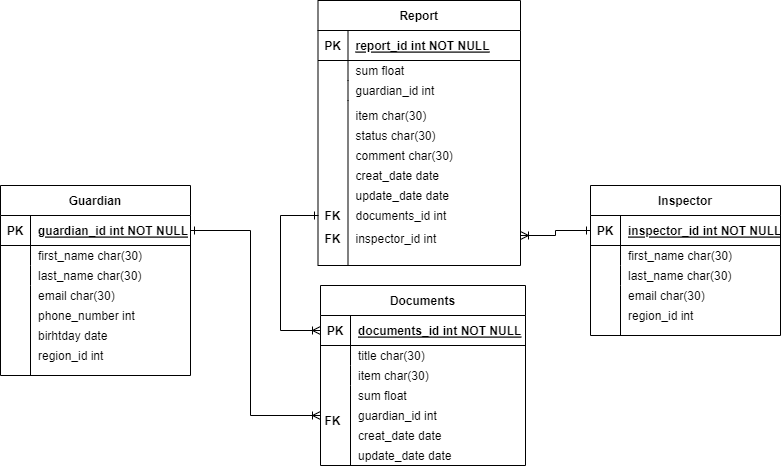 Report
PK report_id int NOT NULL
sum float
guardian_id int
item char(30)
status char(30)
comment char(30)
creat_date date
update_date date
FK documents_id int
FK inspector_id int
Guardian
PK guardian_id int NOT NULL
first_name char(30)
last_name char(30)
email char(30)
phone_number int
birhtday date
region_id int
Inspector
PK inspector_id int NOT NULL
first_name char(30)
last_name char(30)
email char(30)
region_id int
Documents
PK documents_id int NOT NULL
title char(30)
item char(30)
sum float
FK guardian_id int
creat_date date
update_date date